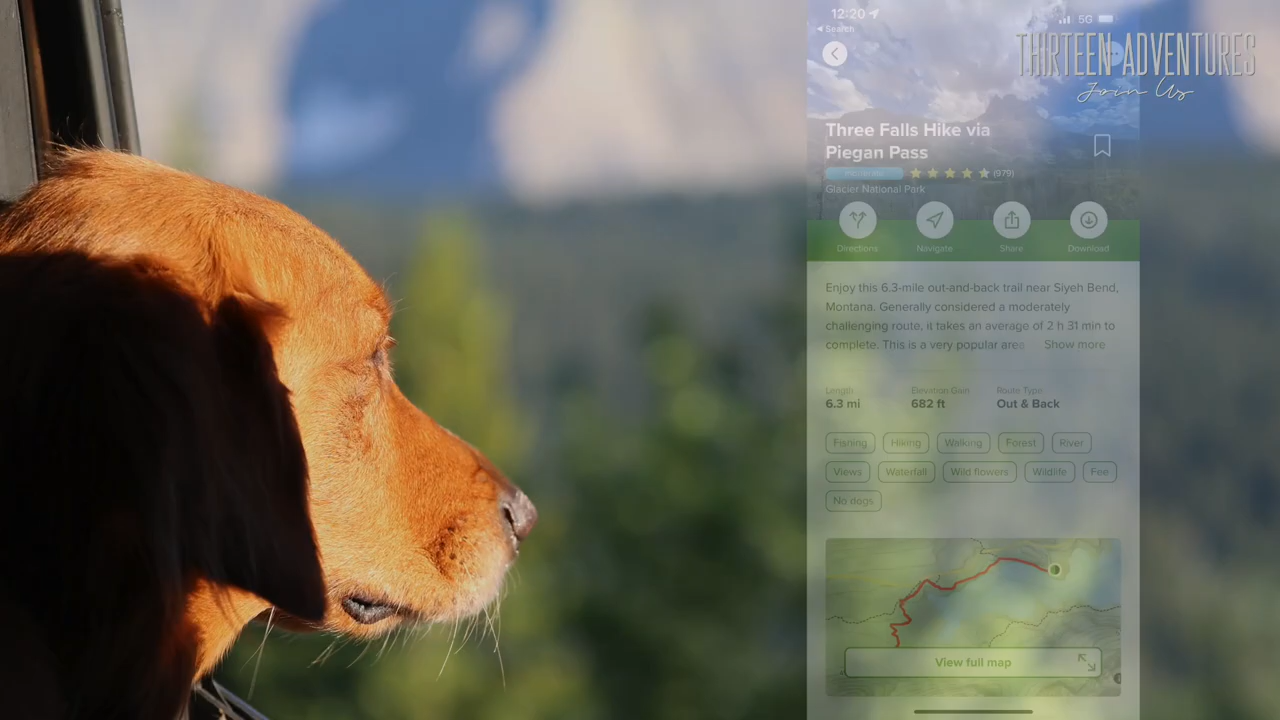 12:20
5G
Search
THIRTEEN ADVENTURES
Join Us
Three Falls Hike via
Piegan Pass
moderate
(979)
Glacier National Park
Directions Navigate Share Download
Enjoy this 6.3-mile out-and-back trail near Siyeh Bend,
Montana. Generally considered a moderately
challenging route, it takes an average of 2 h 31 min to
complete. This is a very popular are Show more
Length Elevation Gain Route Type
6.3 mi 682 ft Out & Back
Fishing Hiking Walking Forest River
Views Waterfall Wild flowers Wildlife Fee
No dogs
View full map